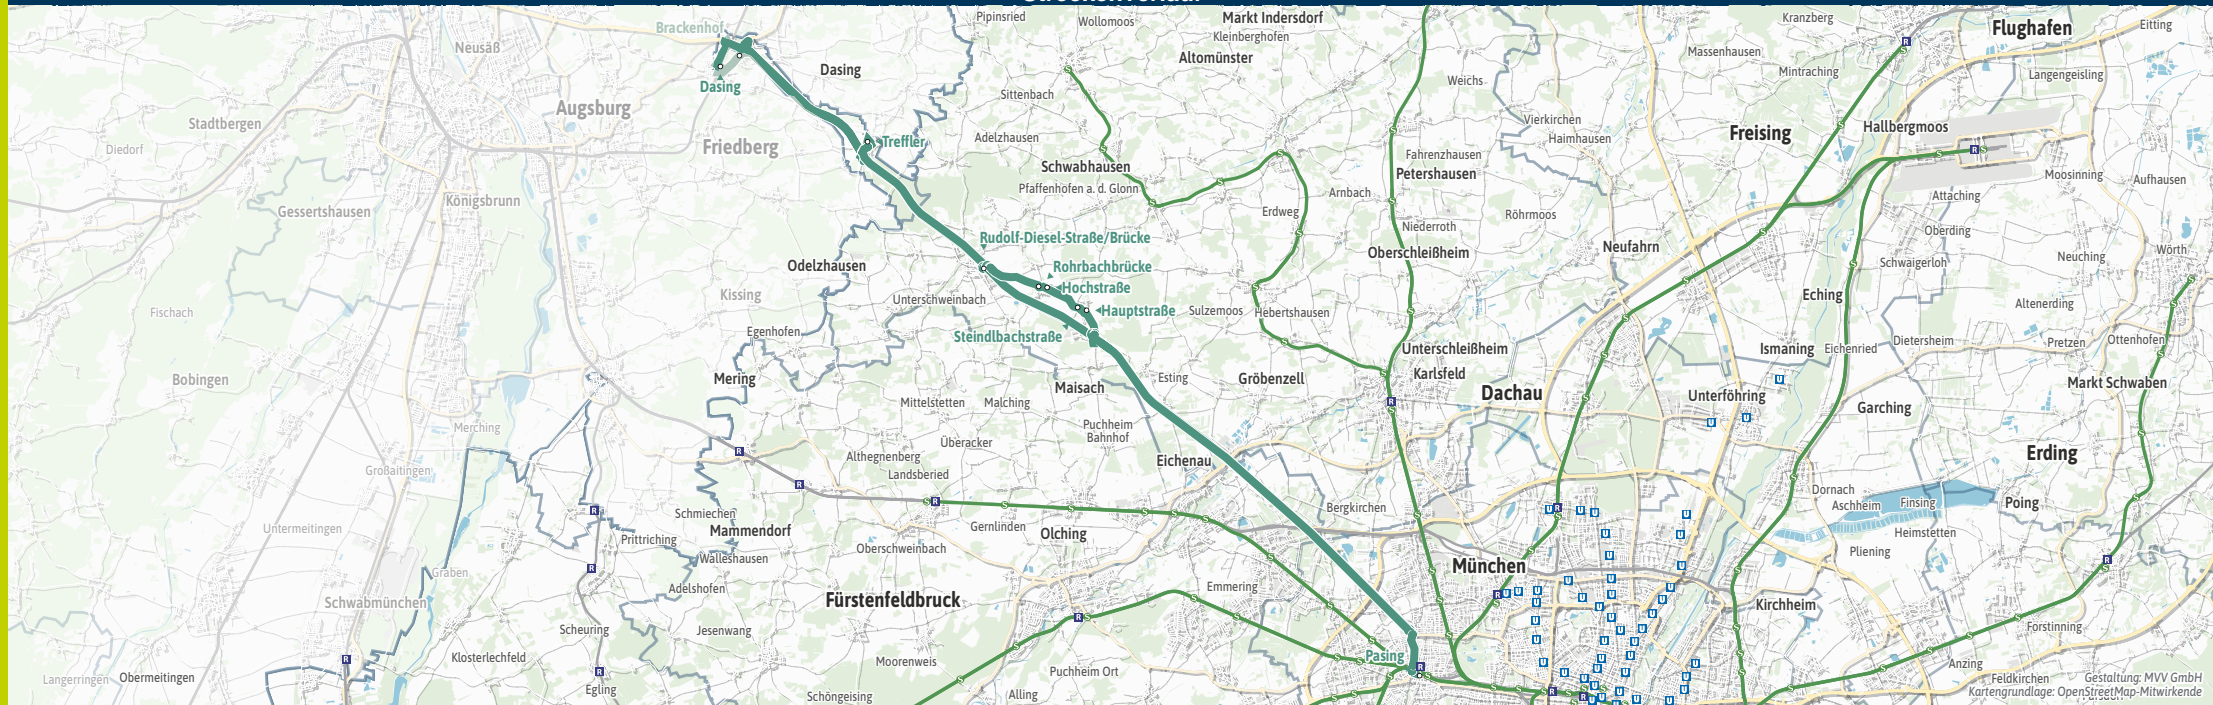 Pipinsried
Wollomoos
Markt Indersdorf
Kleinberghofen
Altomünster
Kranzberg
Flughafen
Eitting
Brackenhof
Neusäß
Massenhausen
Mintraching
Langengeisling
Dasing
Dasing
Weichs
Sittenbach
Augsburg
Stadtbergen
Vierkirchen
Haimhausen
Freising
Hallbergmoos
Diedorf
Friedberg
Treffler
Adelzhausen
Schwabhausen
Fahrenzhausen
Petershausen
Pfaffenhofen a. d. Glonn
Arnbach
Moosinning
Aufhausen
Attaching
Königsbrunn
Gessertshausen
Erdweg
Röhrmoos
Niederroth
Oberding
Rudolf-Diesel-Straße/Brücke
Oberschleißheim
Neufahrn
Wörth
Neuching
Schwaigerloh
Odelzhausen
Rohrbachbrücke
Hochstraße
Kissing
Unterschweinbach
Eching
Altenerding
Fischach
Hauptstraße
Sulzemoos
Hebertshausen
Egenhofen
Steindlbachstraße
Unterschleißheim
Ismaning
Eichenried
Dietersheim
Pretzen
Ottenhofen
Bobingen
Mering
Maisach
Esting
Gröbenzell
Karlsfeld
Dachau
Unterföhring
Markt Schwaben
Mittelstetten
Malching
Garching
Merching
Puchheim
Bahnhof
Überacker
Althegnenberg
Eichenau
Erding
Großaitingen
Landsberied
Dornach
Aschheim
Finsing
Poing
Schmiechen
Bergkirchen
Untermeitingen
Prittriching
Mammendorf
Gernlinden
Olching
Heimstetten
Oberschweinbach
Pliening
Walleshausen
Graben
Adelshofen
Emmering
München
Schwabmünchen
Fürstenfeldbruck
Kirchheim
Scheuring
Jesenwang
Forstinning
Klosterlechfeld
Moorenweis
Pasing
Anzing
Langerringen
Obermeitingen
Egling
Puchheim Ort
Schöngeising
Alling
Feldkirchen
Gestaltung: MVV GmbH
Kartengrundlage: OpenStreetMap-Mitwirkende